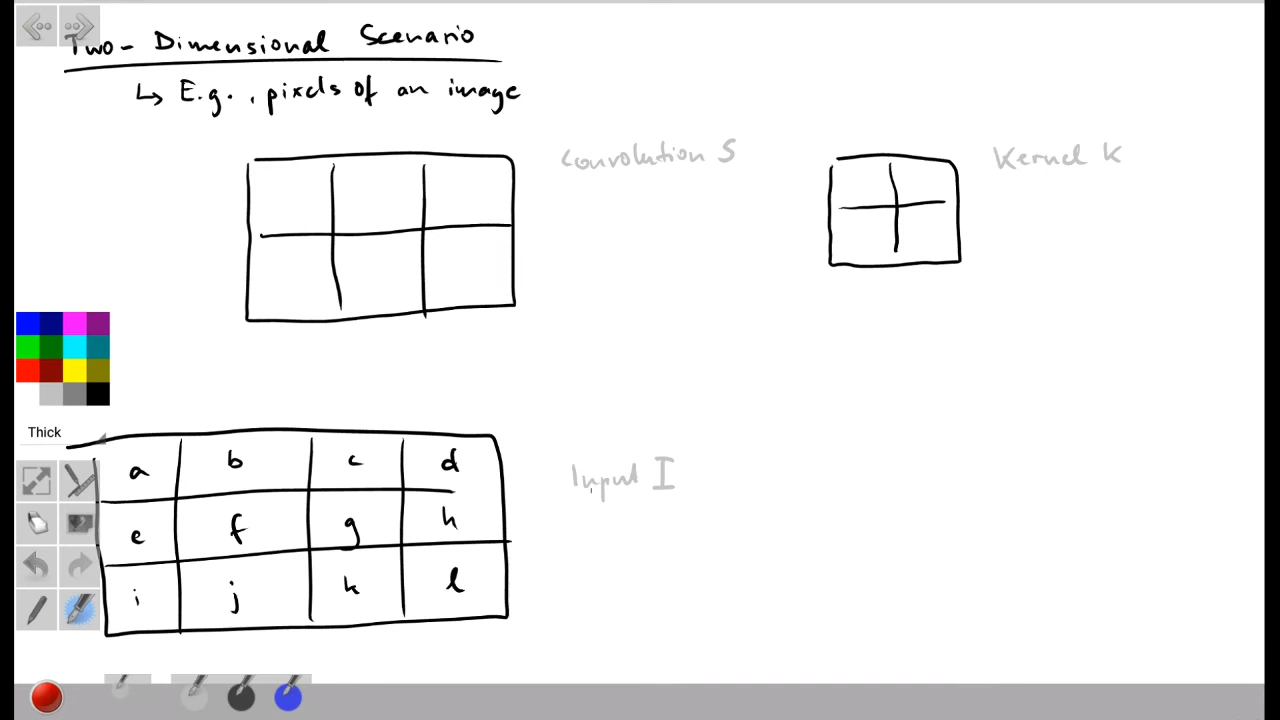 Two-Dimensional Scenario
↳ E.g., pixels of an image
Convolution S
Kernel K
a b c d
Input I
e f g h
i j k l
Thick